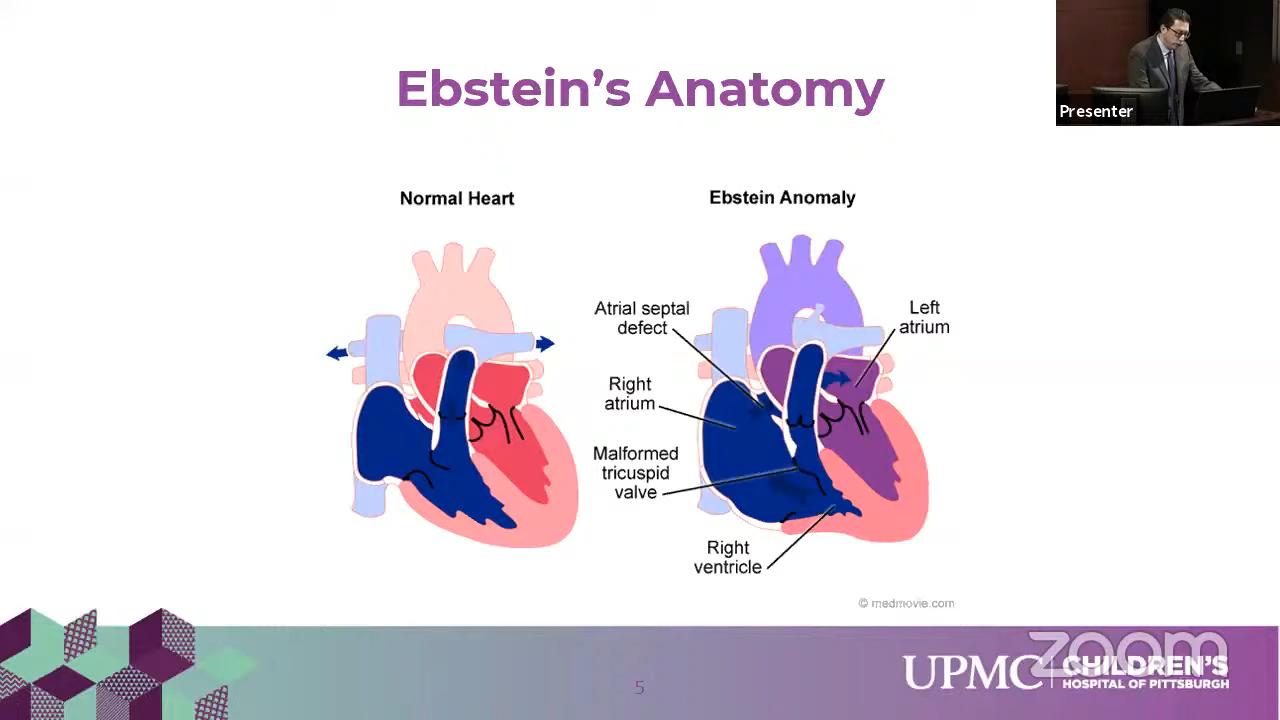 Ebstein's Anatomy
Presenter
Normal Heart
Ebstein Anomaly
Atrial septal
defect
Left
atrium
Right
atrium
Malformed
tricuspid
valve
Right
ventricle
© medmovie.com
5
zoom
UPMC CHILDREN'S
HOSPITAL OF PITTSBURGH